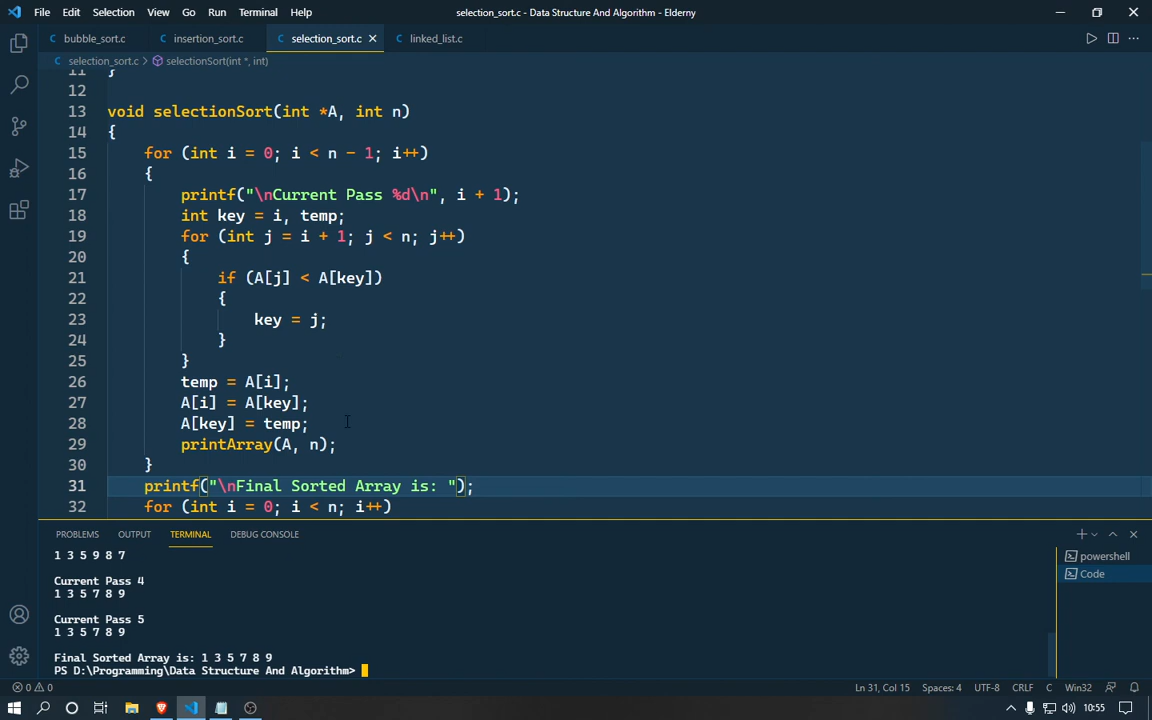 File Edit Selection View Go Run Terminal Help selection_sort.c - Data Structure And Algorithm - Elderny
C bubble_sort.c C insertion_sort.c C selection_sort.c C linked_list.c
C selection_sort.c > selectionSort(int *, int)
11 }
12
13 void selectionSort(int *A, int n)
14 {
15 for (int i = 0; i < n - 1; i++)
16 {
17 printf("\nCurrent Pass %d\n", i + 1);
18 int key = i, temp;
19 for (int j = i + 1; j < n; j++)
20 {
21 if (A[j] < A[key])
22 {
23 key = j;
24 }
25 }
26 temp = A[i];
27 A[i] = A[key];
28 A[key] = temp;
29 printArray(A, n);
30 }
31 printf("\nFinal Sorted Array is: ");
32 for (int i = 0; i < n; i++)
PROBLEMS OUTPUT TERMINAL DEBUG CONSOLE
1 3 5 9 8 7
powershell
Code
Current Pass 4
1 3 5 7 8 9
Current Pass 5
1 3 5 7 8 9
Final Sorted Array is: 1 3 5 7 8 9
PS D:\Programming\Data Structure And Algorithm>
0 0 Ln 31, Col 15 Spaces: 4 UTF-8 CRLF C Win32
10:55